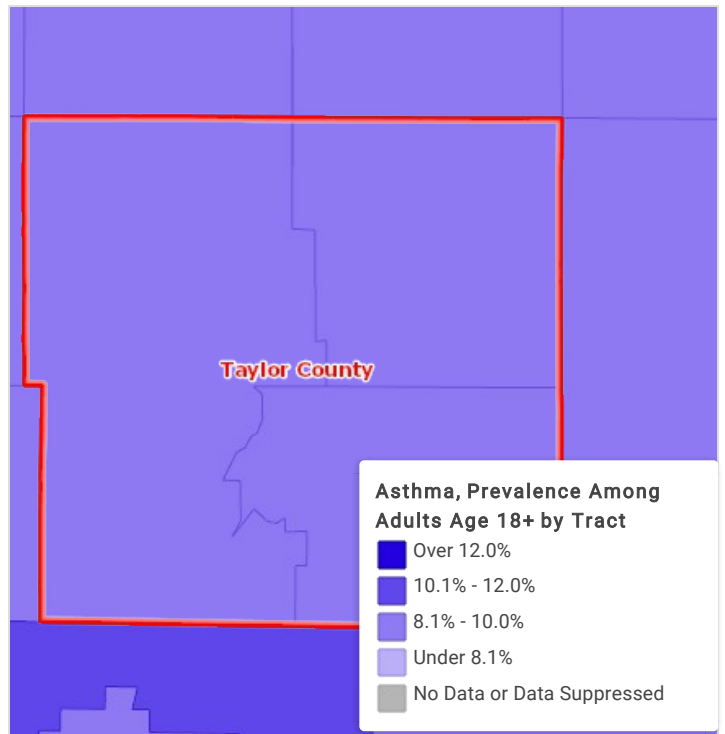 Taylor County
Asthma, Prevalence Among
Adults Age 18+ by Tract
Over 12.0%
10.1% - 12.0%
8.1% - 10.0%
Under 8.1%
No Data or Data Suppressed